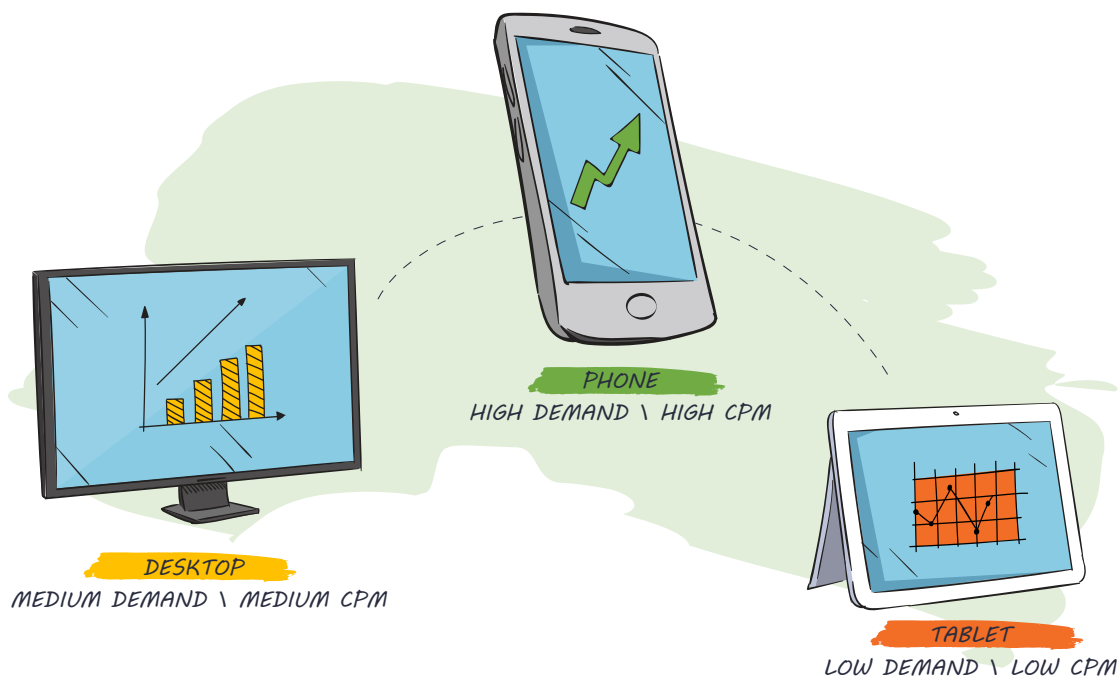 PHONE
HIGH DEMAND \ HIGH CPM
DESKTOP
MEDIUM DEMAND \ MEDIUM CPM
TABLET
LOW DEMAND \ LOW CPM